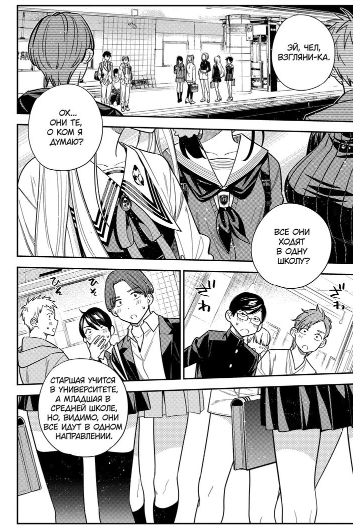 ЭЙ, ЧЕЛ,
ВЗГЛЯНИ-КА.
ОХ...
ОНИ ТЕ,
О КОМ Я
ДУМАЮ?
ВСЕ ОНИ
ХОДЯТ
В ОДНУ
ШКОЛУ?
СТАРШАЯ УЧИТСЯ
В УНИВЕРСИТЕТЕ,
А МЛАДШАЯ В
СРЕДНЕЙ ШКОЛЕ,
НО, ВИДИМО, ОНИ
ВСЕ ИДУТ В ОДНОМ
НАПРАВЛЕНИИ.